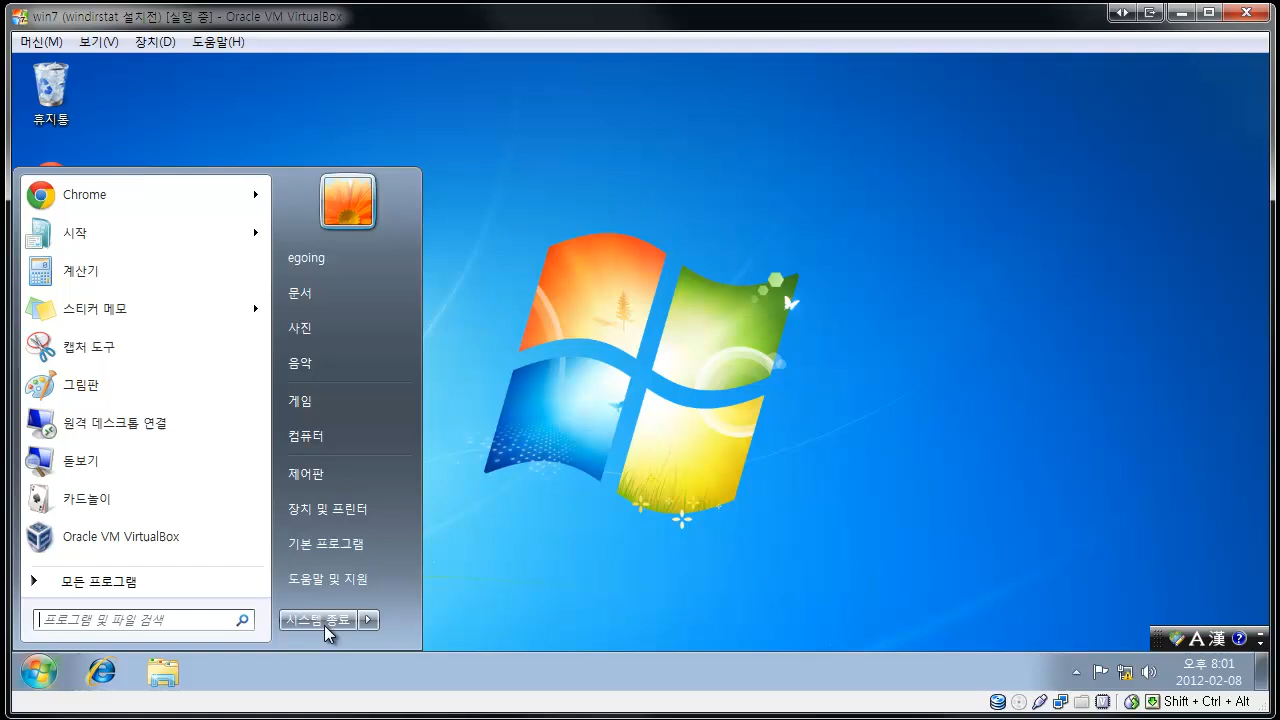 win7 (windirstat 설치전) [실행 중] - Oracle VM VirtualBox
머신(M) 보기(V) 장치(D) 도움말(H)
휴지통
Chrome
시작
계산기
스티커 메모
캡처 도구
그림판
원격 데스크톱 연결
돋보기
카드놀이
Oracle VM VirtualBox
모든 프로그램
프로그램 및 파일 검색
egoing
문서
사진
음악
게임
컴퓨터
제어판
장치 및 프린터
기본 프로그램
도움말 및 지원
시스템 종료
A 漢
오후 8:01
2012-02-08
Shift + Ctrl + Alt